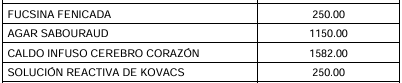 FUCSINA FENICADA 250.00
AGAR SABOURAUD 1150.00
CALDO INFUSO CEREBRO CORAZÓN 1582.00
SOLUCIÓN REACTIVA DE KOVACS 250.00